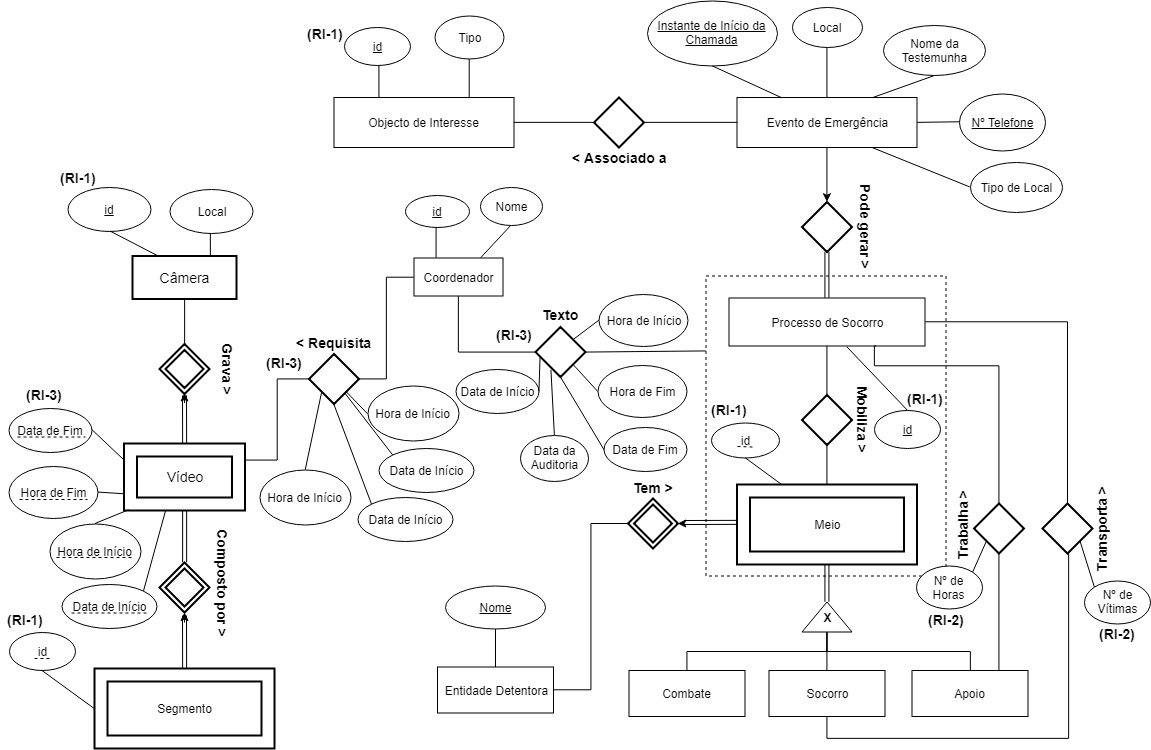 Instante de Início da
Chamada
Local
(RI-1)
id
Tipo
Nome da
Testemunha
Objecto de Interesse
Evento de Emergência
Nº Telefone
< Associado a
Tipo de Local
(RI-1)
id
Local
id
Nome
Pode gerar >
Câmera
Coordenador
Texto
Hora de Início
Processo de Socorro
(RI-3)
< Requisita
Grava >
(RI-3)
(RI-3)
Data de Início
Hora de Fim
Mobiliza >
(RI-1)
id
(RI-1)
id
Hora de Início
Data de Fim
Data da
Auditoria
Data de Fim
Data de Início
Vídeo
Hora de Fim
Hora de Início
Data de Início
Tem >
Meio
Trabalha >
Transporta >
Hora de Início
Composto por >
Data de Início
Nº de
Horas
(RI-2)
Nº de
Vítimas
(RI-2)
Nome
X
(RI-1)
id
Entidade Detentora
Combate
Socorro
Apoio
Segmento